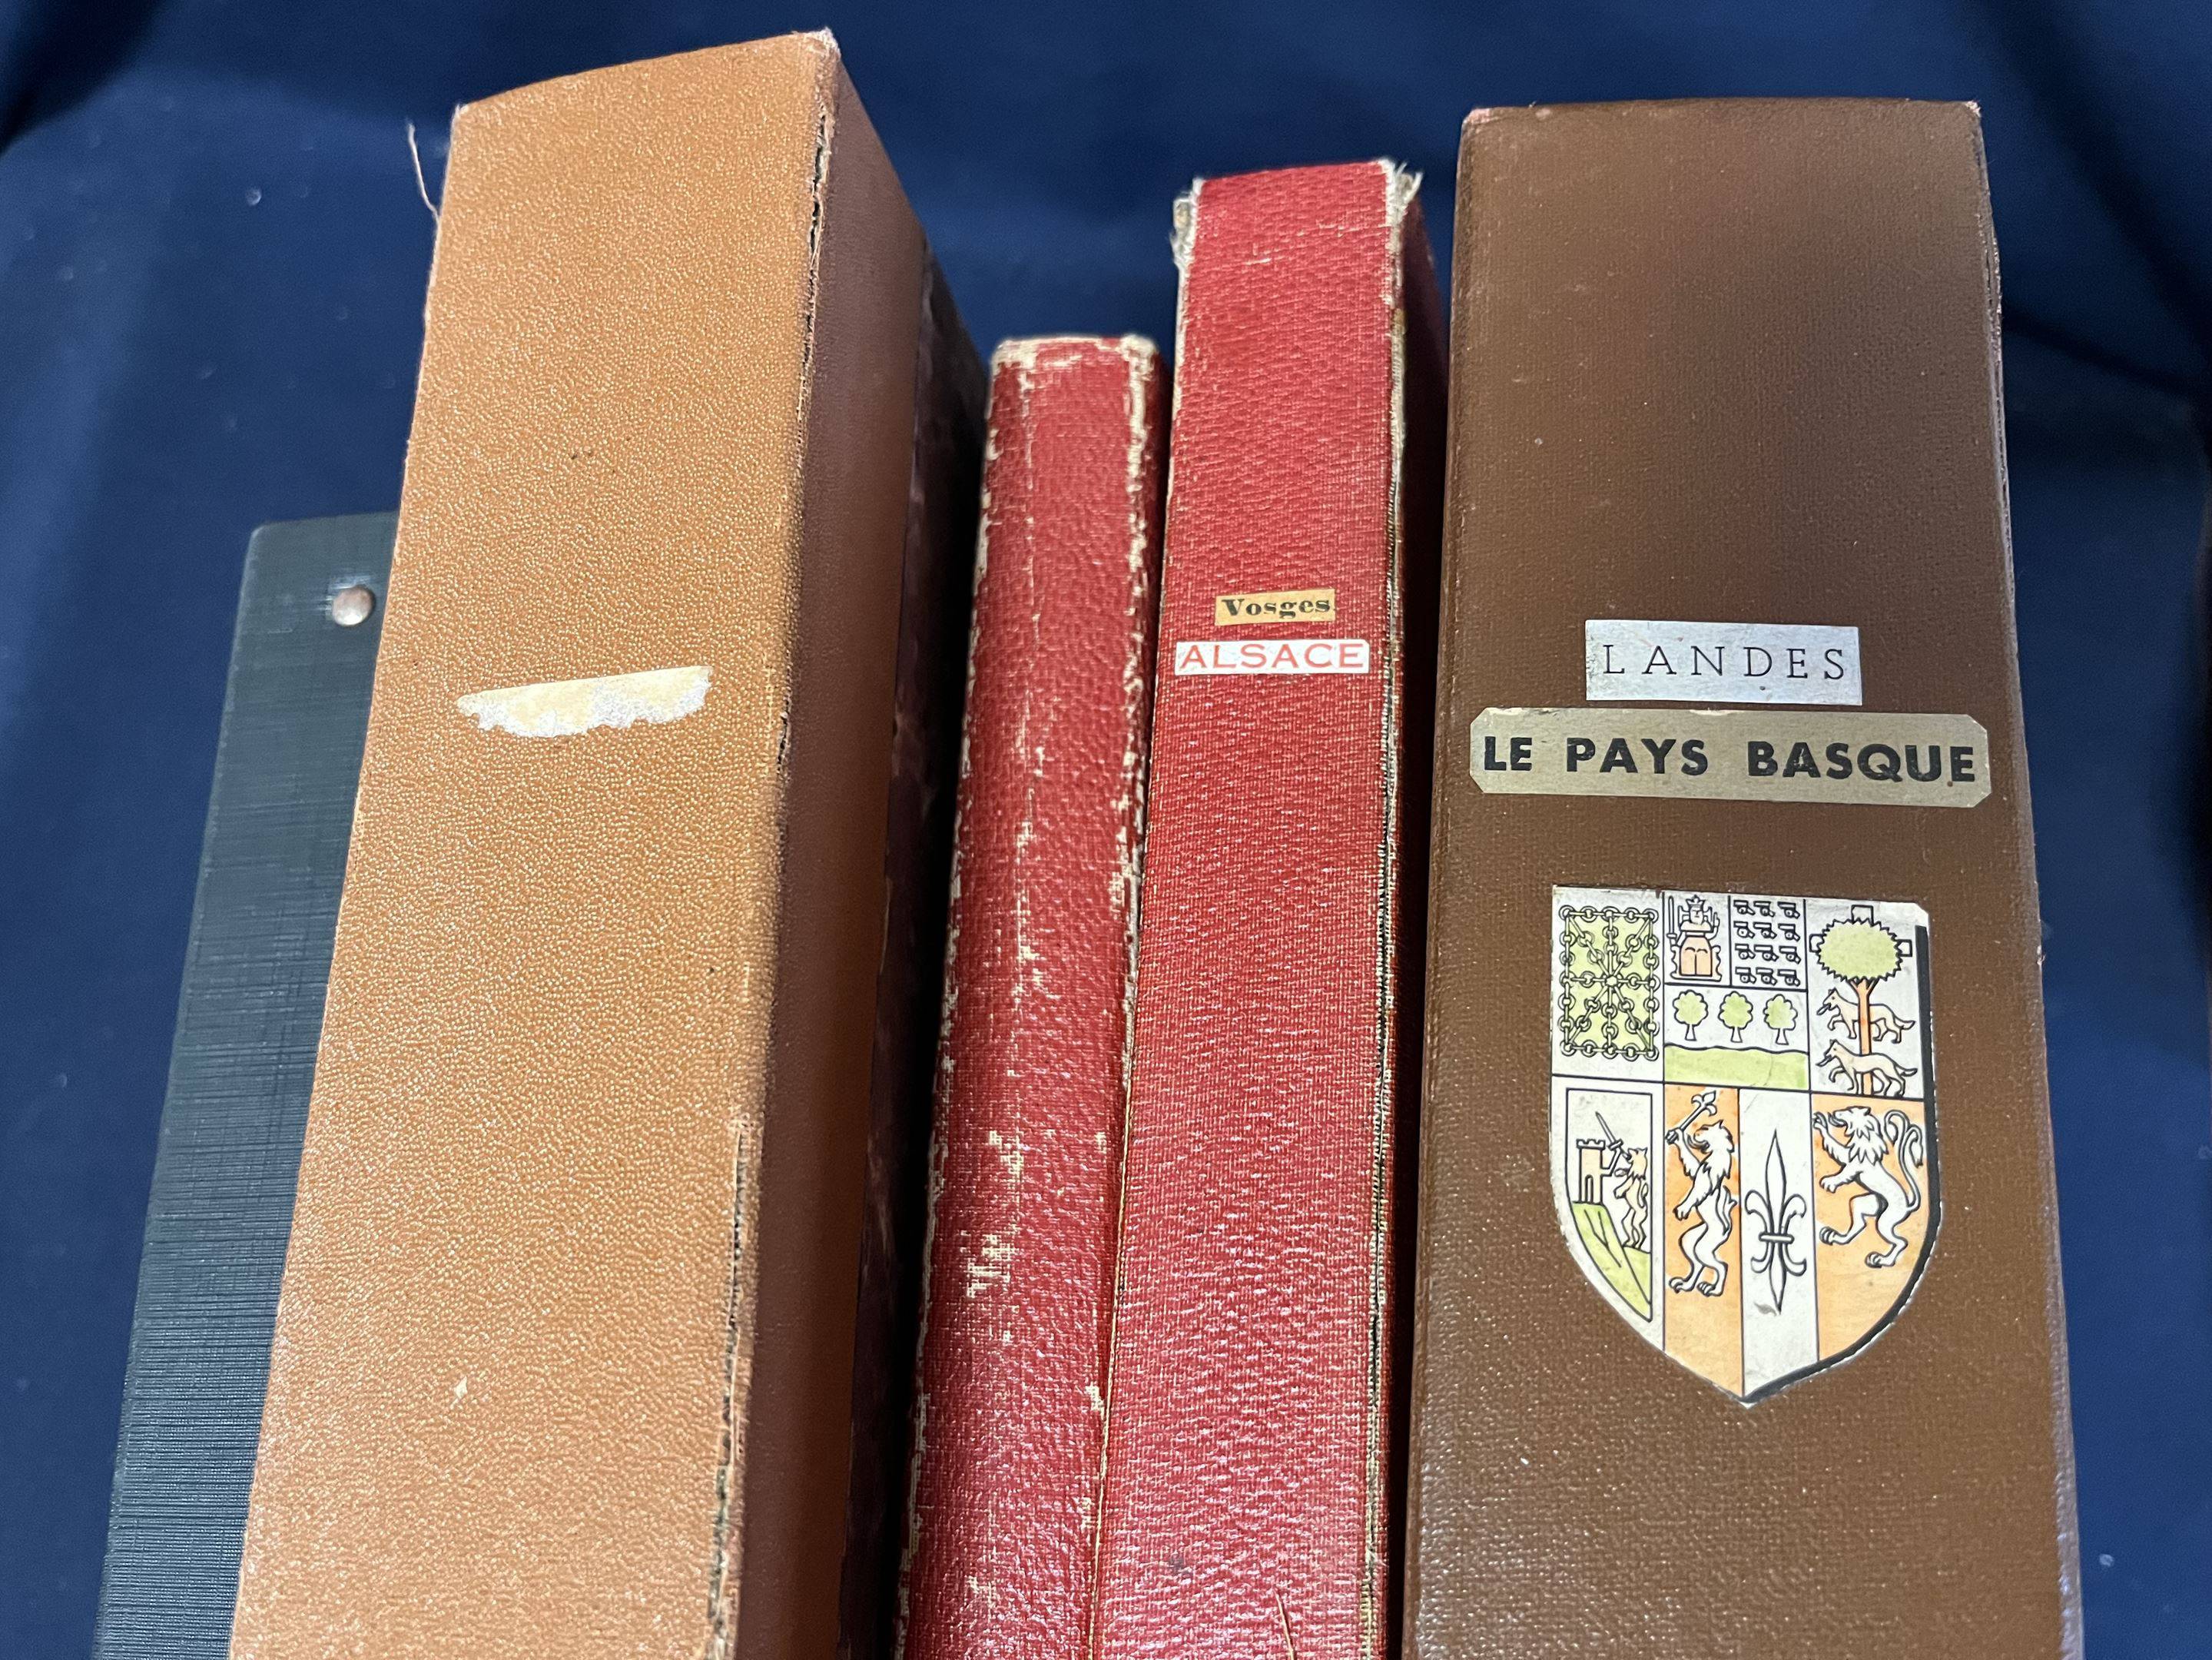 Vosges
ALSACE
LANDES
LE PAYS BASQUE